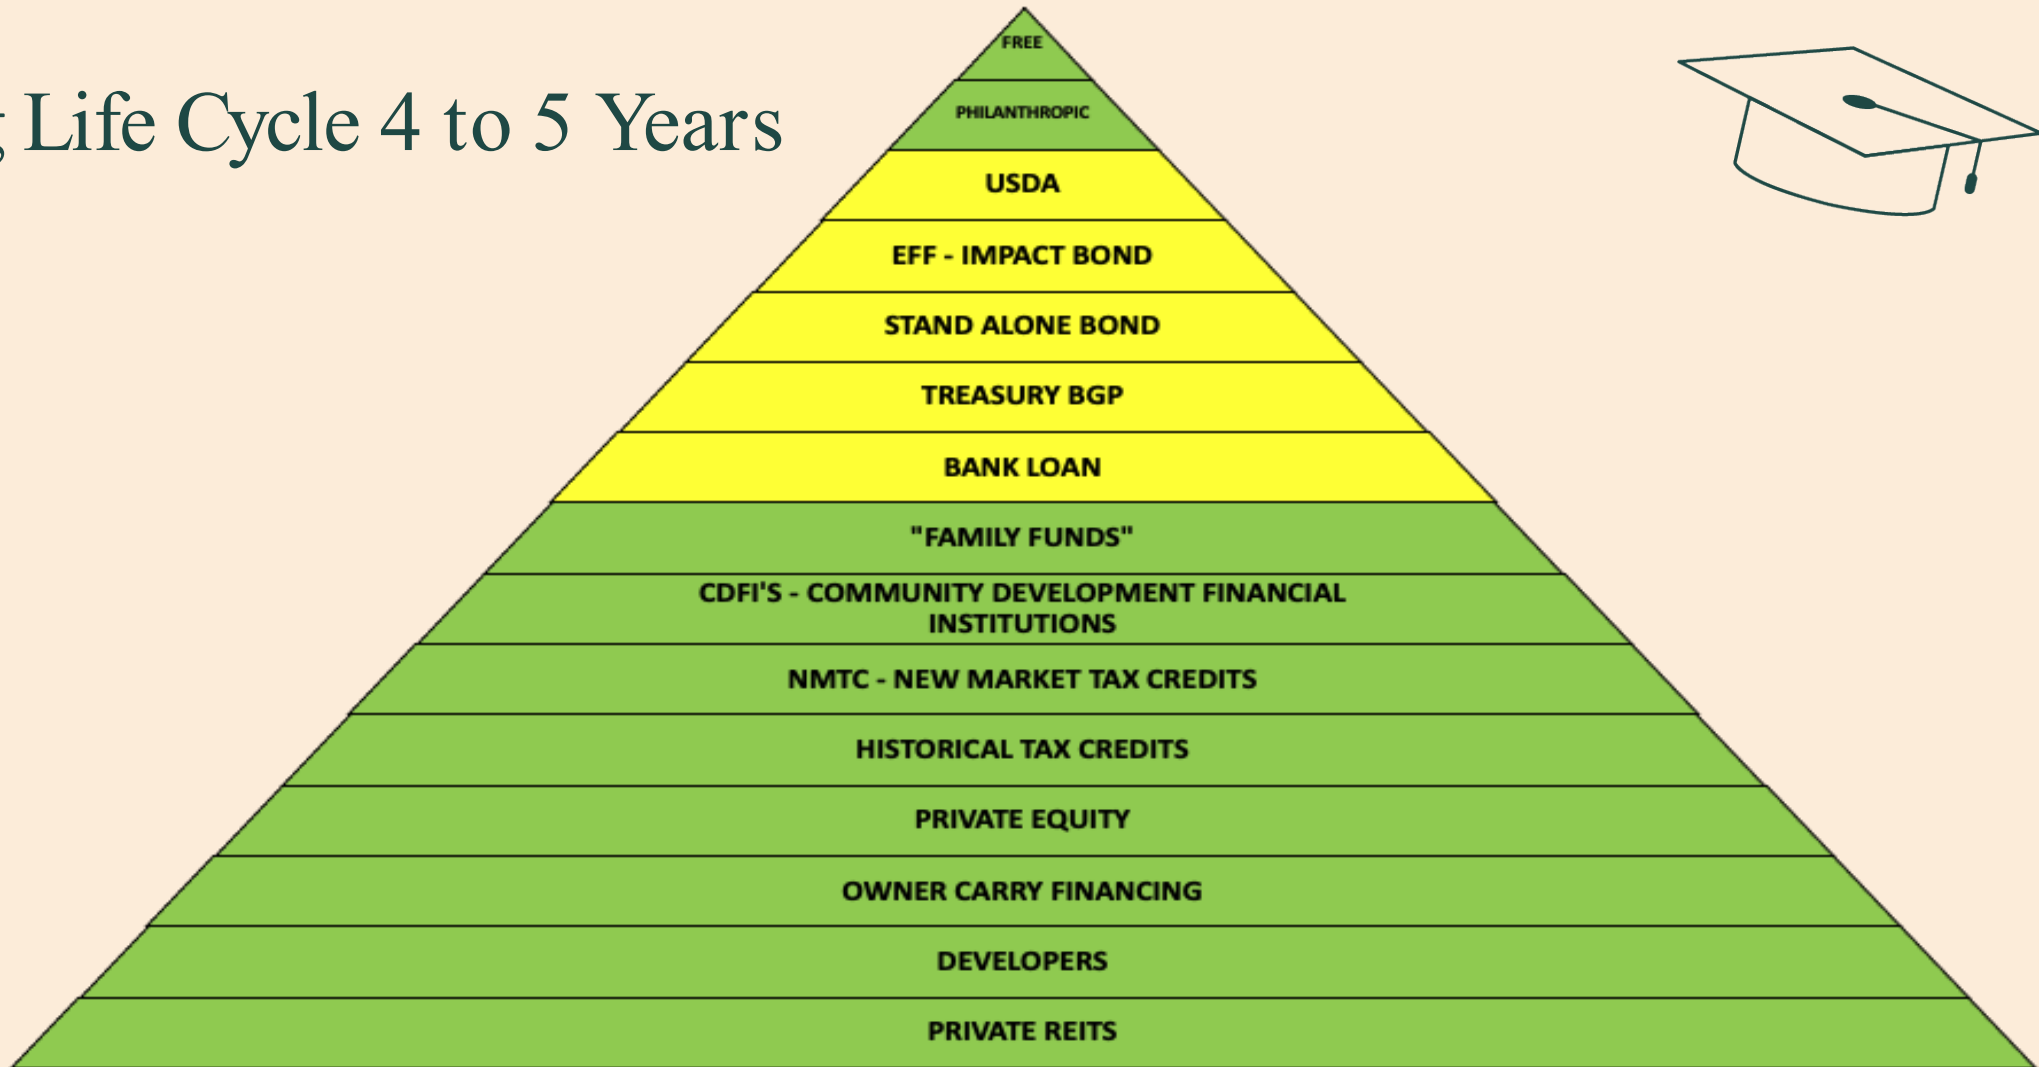 Life Cycle 4 to 5 Years
FREE
PHILANTHROPIC
USDA
EFF - IMPACT BOND
STAND ALONE BOND
TREASURY BGP
BANK LOAN
"FAMILY FUNDS"
CDFI'S - COMMUNITY DEVELOPMENT FINANCIAL
INSTITUTIONS
NMTC - NEW MARKET TAX CREDITS
HISTORICAL TAX CREDITS
PRIVATE EQUITY
OWNER CARRY FINANCING
DEVELOPERS
PRIVATE REITS